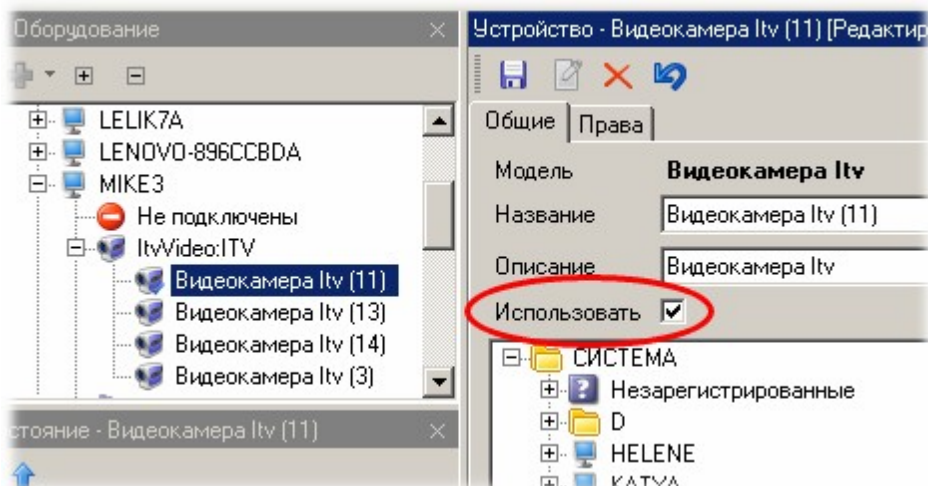 Оборудование
LELIK7A
LENOVO-896CCBDA
MIKE3
Не подключены
ItvVideo:ITV
Видеокамера Itv (11)
Видеокамера Itv (13)
Видеокамера Itv (14)
Видеокамера Itv (3)
стояние - Видеокамера Itv (11)
Устройство - Видеокамера Itv (11) [Редактир
Общие Права
Модель Видеокамера Itv
Название Видеокамера Itv (11)
Описание Видеокамера Itv
Использовать
СИСТЕМА
Незарегистрированные
D
HELENE
KATYA